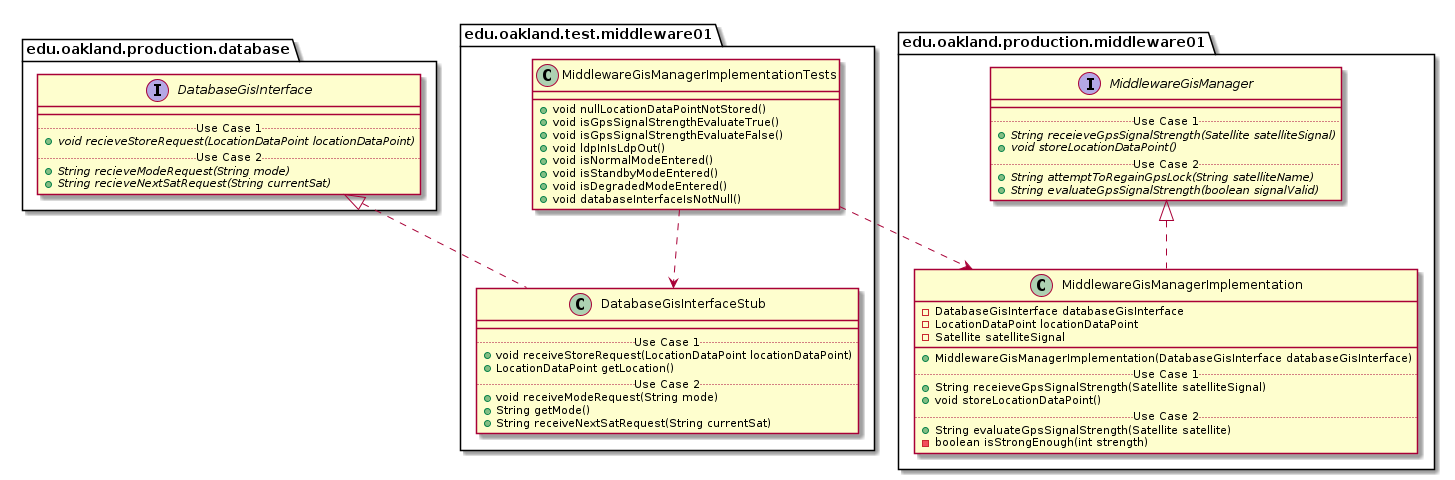 edu.oakland.production.database
I DatabaseGisInterface
Use Case 1
void recieveStoreRequest(LocationDataPoint locationDataPoint)
Use Case 2
String recieveModeRequest(String mode)
String recieveNextSatRequest(String currentSat)
edu.oakland.test.middleware01
C MiddlewareGisManagerImplementationTests
void nullLocationDataPointNotStored()
void isGpsSignalStrengthEvaluateTrue()
void isGpsSignalStrengthEvaluateFalse()
void ldpInIsLdpOut()
void isNormalModeEntered()
void isStandbyModeEntered()
void isDegradedModeEntered()
void databaseInterfaceIsNotNull()
C DatabaseGisInterfaceStub
Use Case 1
void receiveStoreRequest(LocationDataPoint locationDataPoint)
LocationDataPoint getLocation()
Use Case 2
void receiveModeRequest(String mode)
String getMode()
String receiveNextSatRequest(String currentSat)
edu.oakland.production.middleware01
I MiddlewareGisManager
Use Case 1
String receieveGpsSignalStrength(Satellite satelliteSignal)
void storeLocationDataPoint()
Use Case 2
String attemptToRegainGpsLock(String satelliteName)
String evaluateGpsSignalStrength(boolean signalValid)
C MiddlewareGisManagerImplementation
DatabaseGisInterface databaseGisInterface
LocationDataPoint locationDataPoint
Satellite satelliteSignal
MiddlewareGisManagerImplementation(DatabaseGisInterface databaseGisInterface)
Use Case 1
String receieveGpsSignalStrength(Satellite satelliteSignal)
void storeLocationDataPoint()
Use Case 2
String evaluateGpsSignalStrength(Satellite satellite)
boolean isStrongEnough(int strength)